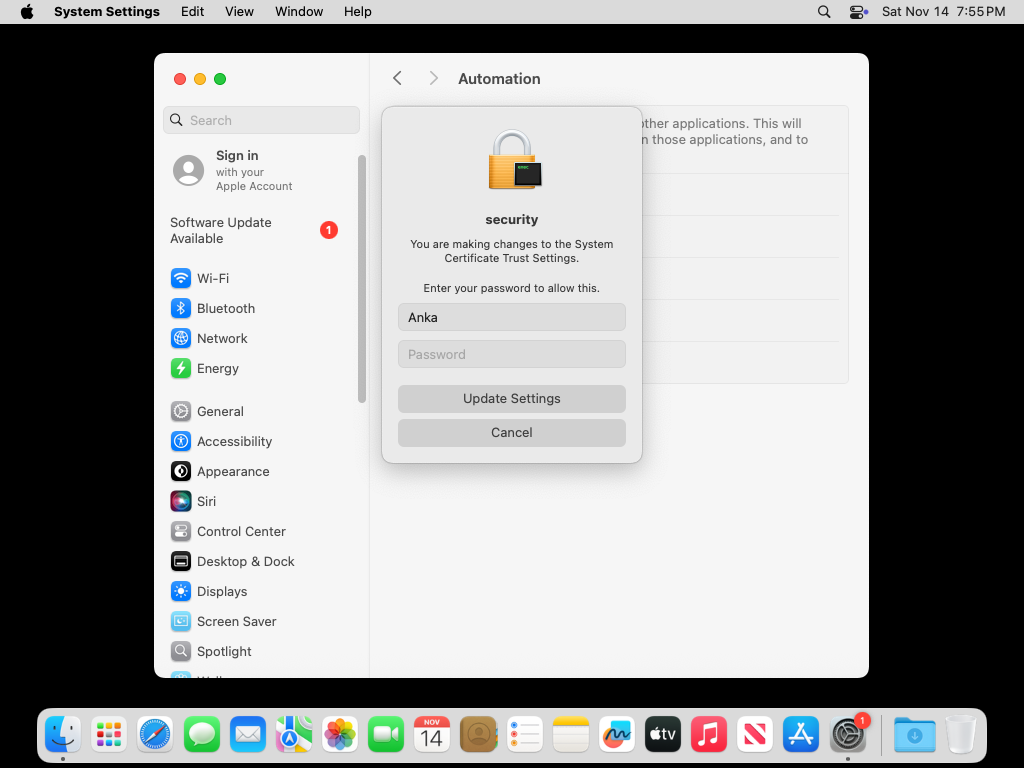 System Settings Edit View Window Help Sat Nov 14 7:55 PM
Automation
Search
Sign in
with your
Apple Account
Software Update
Available
1
Wi-Fi
Bluetooth
Network
Energy
General
Accessibility
Appearance
Siri
Control Center
Desktop & Dock
Displays
Screen Saver
Spotlight
other applications. This will
n those applications, and to
security
You are making changes to the System
Certificate Trust Settings.
Enter your password to allow this.
Anka
Password
Update Settings
Cancel
NOV
14
tv
1